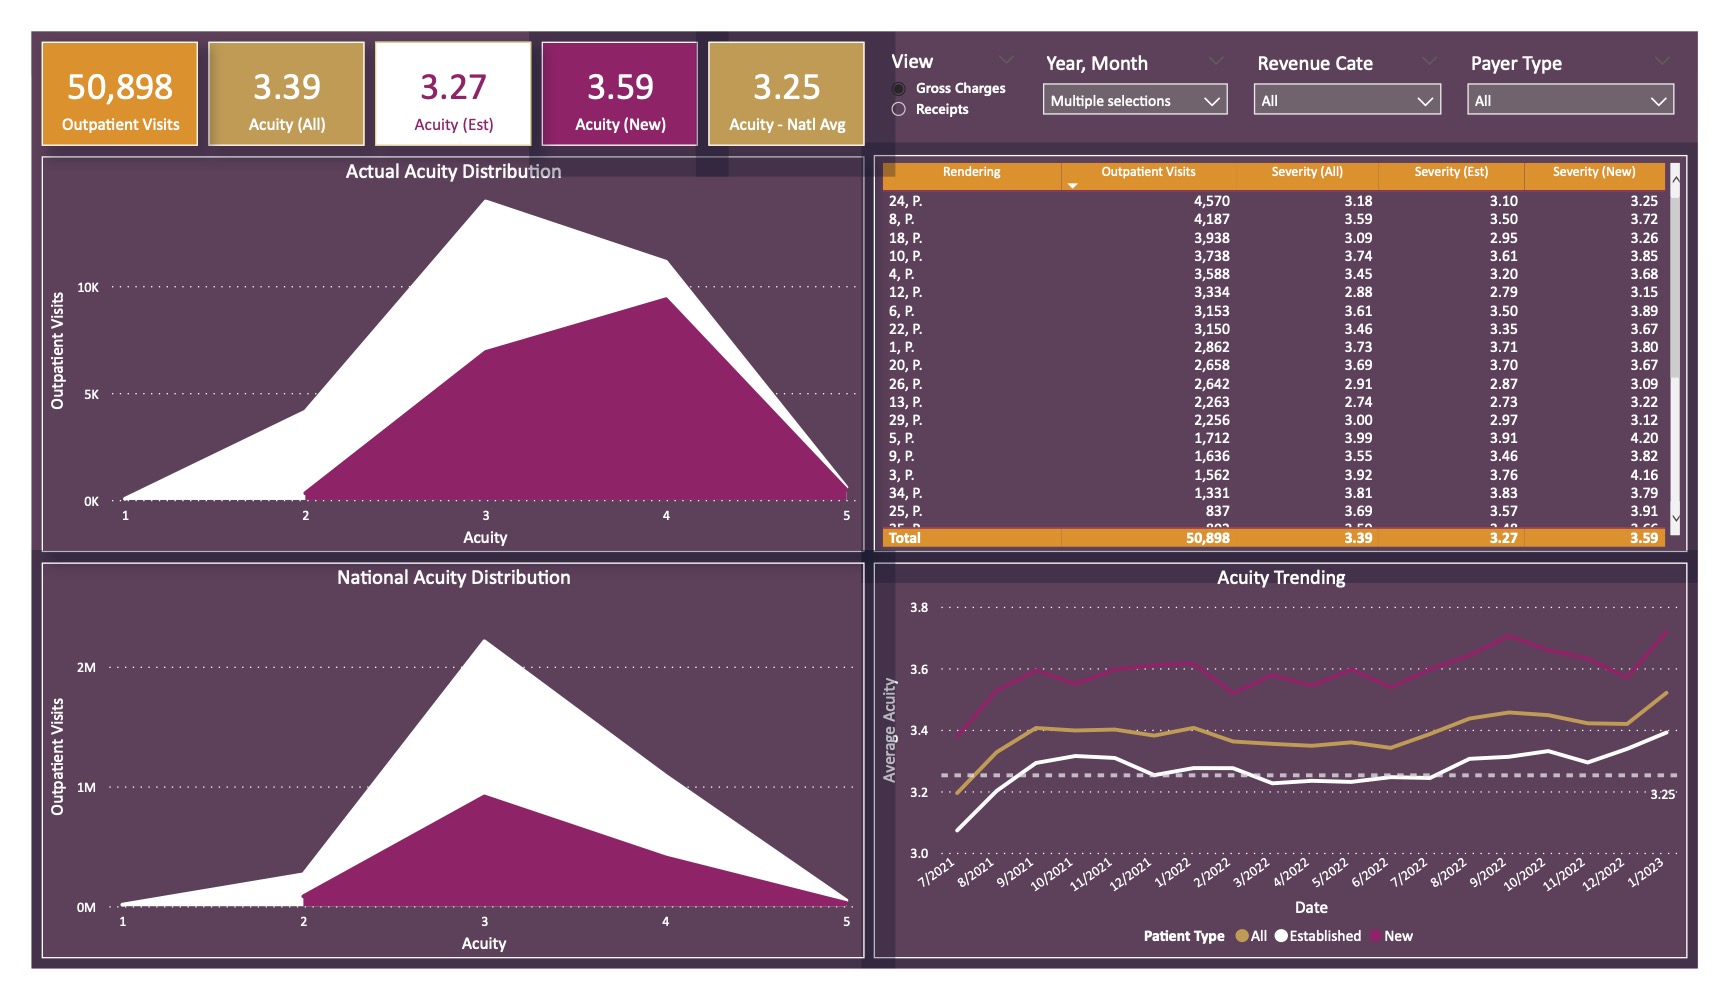 50,898
Outpatient Visits
3.39
Acuity (All)
3.27
Acuity (Est)
3.59
Acuity (New)
3.25
Acuity - Natl Avg
View
Gross Charges
Receipts
Year, Month
Multiple selections
Revenue Cate
All
Payer Type
All
Actual Acuity Distribution
Outpatient Visits
10K
5K
0K
1 2 3 4 5
Acuity
Rendering Outpatient Visits Severity (All) Severity (Est) Severity (New)
24, P. 4,570 3.18 3.10 3.25
8, P. 4,187 3.59 3.50 3.72
18, P. 3,938 3.09 2.95 3.26
10, P. 3,738 3.74 3.61 3.85
4, P. 3,588 3.45 3.20 3.68
12, P. 3,334 2.88 2.79 3.15
6, P. 3,153 3.61 3.50 3.89
22, P. 3,150 3.46 3.35 3.67
1, P. 2,862 3.73 3.71 3.80
20, P. 2,658 3.69 3.70 3.67
26, P. 2,642 2.91 2.87 3.09
13, P. 2,263 2.74 2.73 3.22
29, P. 2,256 3.00 2.97 3.12
5, P. 1,712 3.99 3.91 4.20
9, P. 1,636 3.55 3.46 3.82
3, P. 1,562 3.92 3.76 4.16
34, P. 1,331 3.81 3.83 3.79
25, P. 837 3.69 3.57 3.91
Total 50,898 3.39 3.27 3.59
National Acuity Distribution
Outpatient Visits
2M
1M
0M
1 2 3 4 5
Acuity
Acuity Trending
Average Acuity
3.8
3.6
3.4
3.2
3.0
3.25
7/2021 8/2021 9/2021 10/2021 11/2021 12/2021 1/2022 2/2022 3/2022 4/2022 5/2022 6/2022 7/2022 8/2022 9/2022 10/2022 11/2022 12/2022 1/2023
Date
Patient Type All Established New